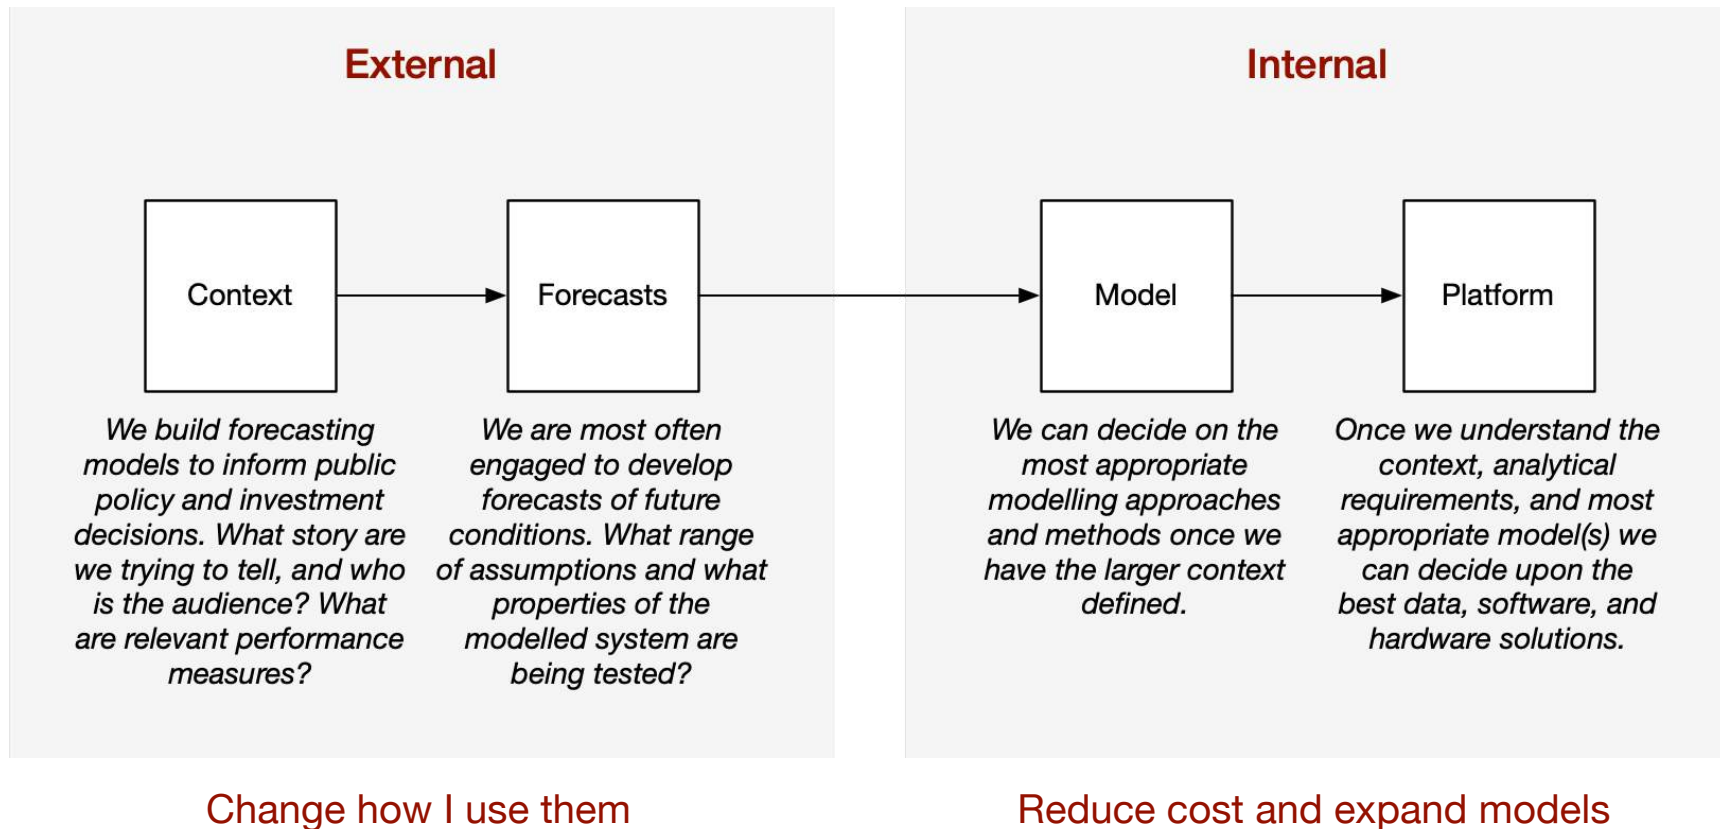 External
Context
Forecasts
We build forecasting
models to inform public
policy and investment
decisions. What story are
we trying to tell, and who
is the audience? What
are relevant performance
measures?
We are most often
engaged to develop
forecasts of future
conditions. What range
of assumptions and what
properties of the
modelled system are
being tested?
Change how I use them
Internal
Model
Platform
We can decide on the
most appropriate
modelling approaches
and methods once we
have the larger context
defined.
Once we understand the
context, analytical
requirements, and most
appropriate model(s) we
can decide upon the
best data, software, and
hardware solutions.
Reduce cost and expand models